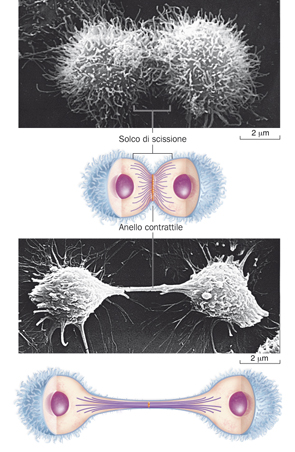 2 μm
Solco di scissione
Anello contrattile
2 μm